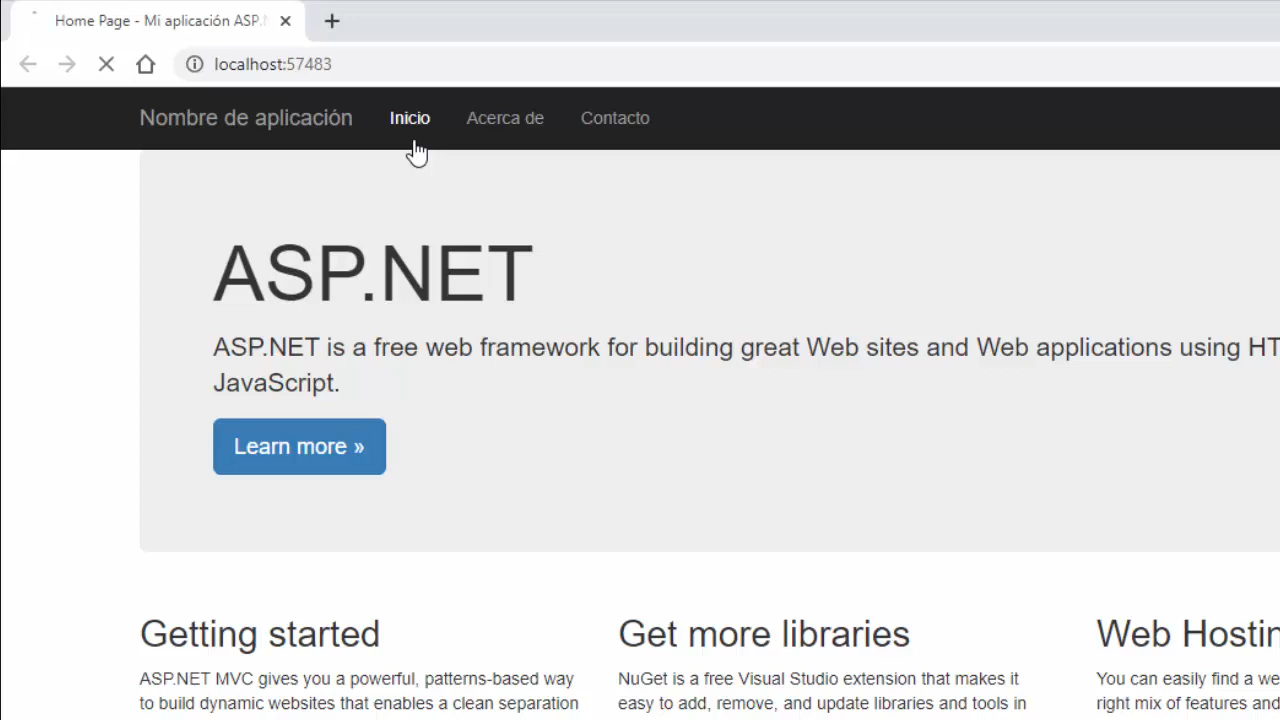 Home Page - Mi aplicación ASP.
localhost:57483
Nombre de aplicación Inicio Acerca de Contacto
ASP.NET
ASP.NET is a free web framework for building great Web sites and Web applications using HT
JavaScript.
Learn more »
Getting started
ASP.NET MVC gives you a powerful, patterns-based way
to build dynamic websites that enables a clean separation
Get more libraries
NuGet is a free Visual Studio extension that makes it
easy to add, remove, and update libraries and tools in
Web Hostin
You can easily find a we
right mix of features and